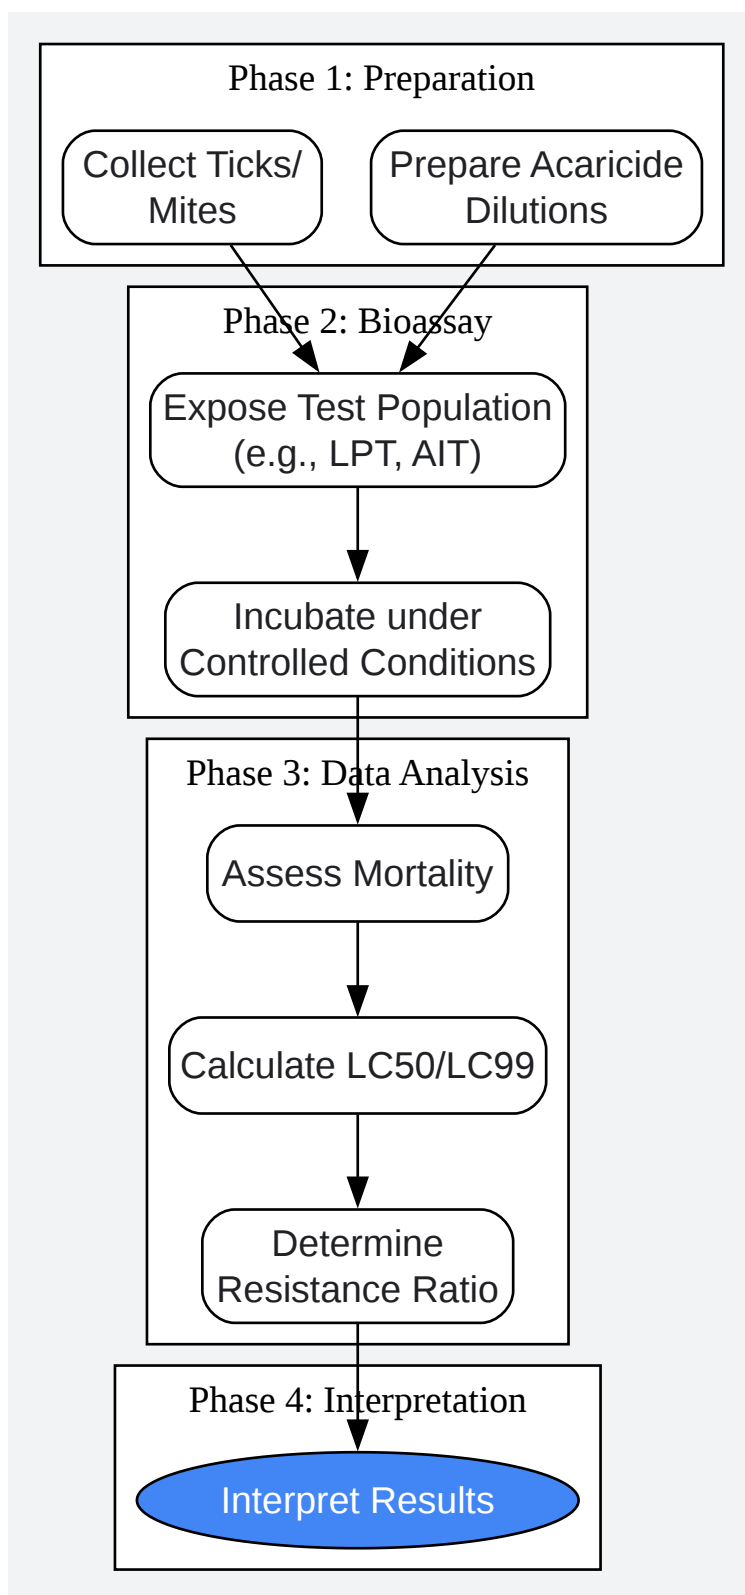 Phase 1: Preparation
Collect Ticks/
Mites
Prepare Acaricide
Dilutions
Phase 2: Bioassay
Expose Test Population
(e.g., LPT, AIT)
Incubate under
Controlled Conditions
Phase 3: Data Analysis
Assess Mortality
Calculate LC50/LC99
Determine
Resistance Ratio
Phase 4: Interpretation
Interpret Results